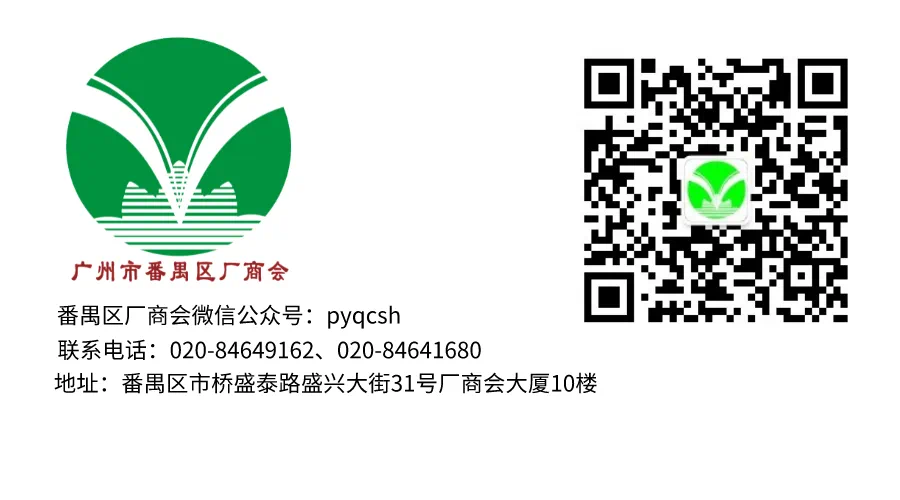 广州市番禺区厂商会
番禺区厂商会微信公众号：pyqcsh
联系电话：020-84649162、020-84641680
地址：番禺区市桥盛泰路盛兴大街31号厂商会大厦10楼